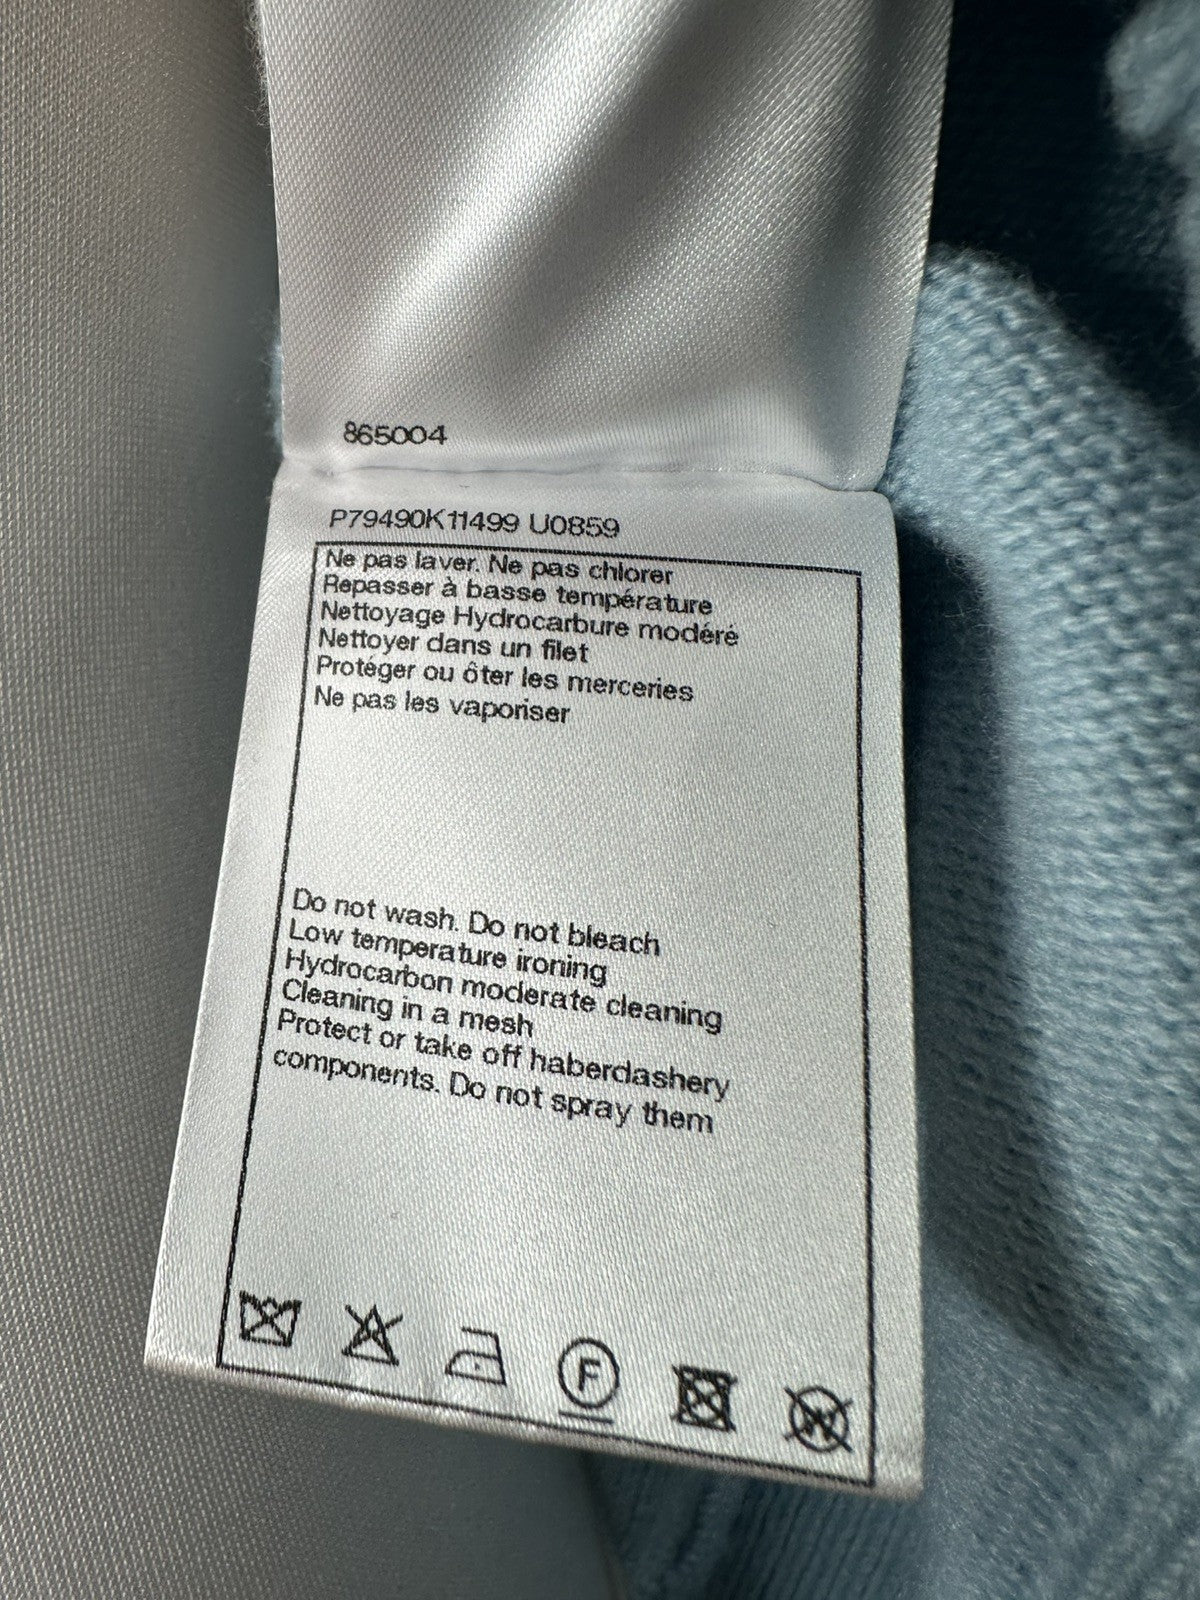 865004
P79490K11499 U0859
Ne pas laver. Ne pas chlorer
Repasser à basse température
Nettoyage Hydrocarbure modéré
Nettoyer dans un filet
Protéger ou ôter les merceries
Ne pas les vaporiser
Do not wash. Do not bleach
Low temperature ironing
Hydrocarbon moderate cleaning
Cleaning in a mesh
Protect or take off haberdashery
components. Do not spray them
F W